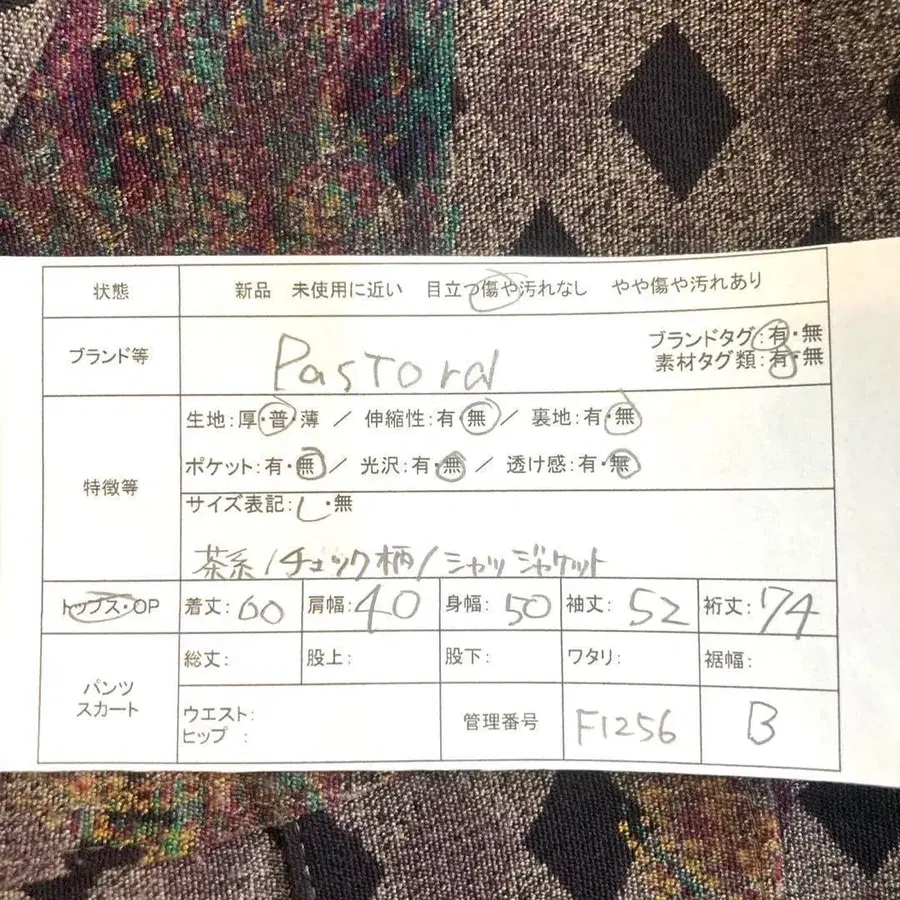 状態 新品 未使用に近い 目立つ傷や汚れなし やや傷や汚れあり
ブランド等 Pastoral ブランドタグ:有・無
素材タグ類:有・無
特徴等 生地:厚・普・薄 / 伸縮性:有・無 / 裏地:有・無
ポケット:有・無 / 光沢:有・無 / 透け感:有・無
サイズ表記:L・無
茶系/チェック柄/シャツジャケット
トップス・OP 着丈:60 肩幅:40 身幅:50 袖丈:52 裄丈:74
パンツ スカート 総丈: 股上: 股下: ワタリ: 裾幅:
ウエスト:
ヒップ : 管理番号 F1256 B